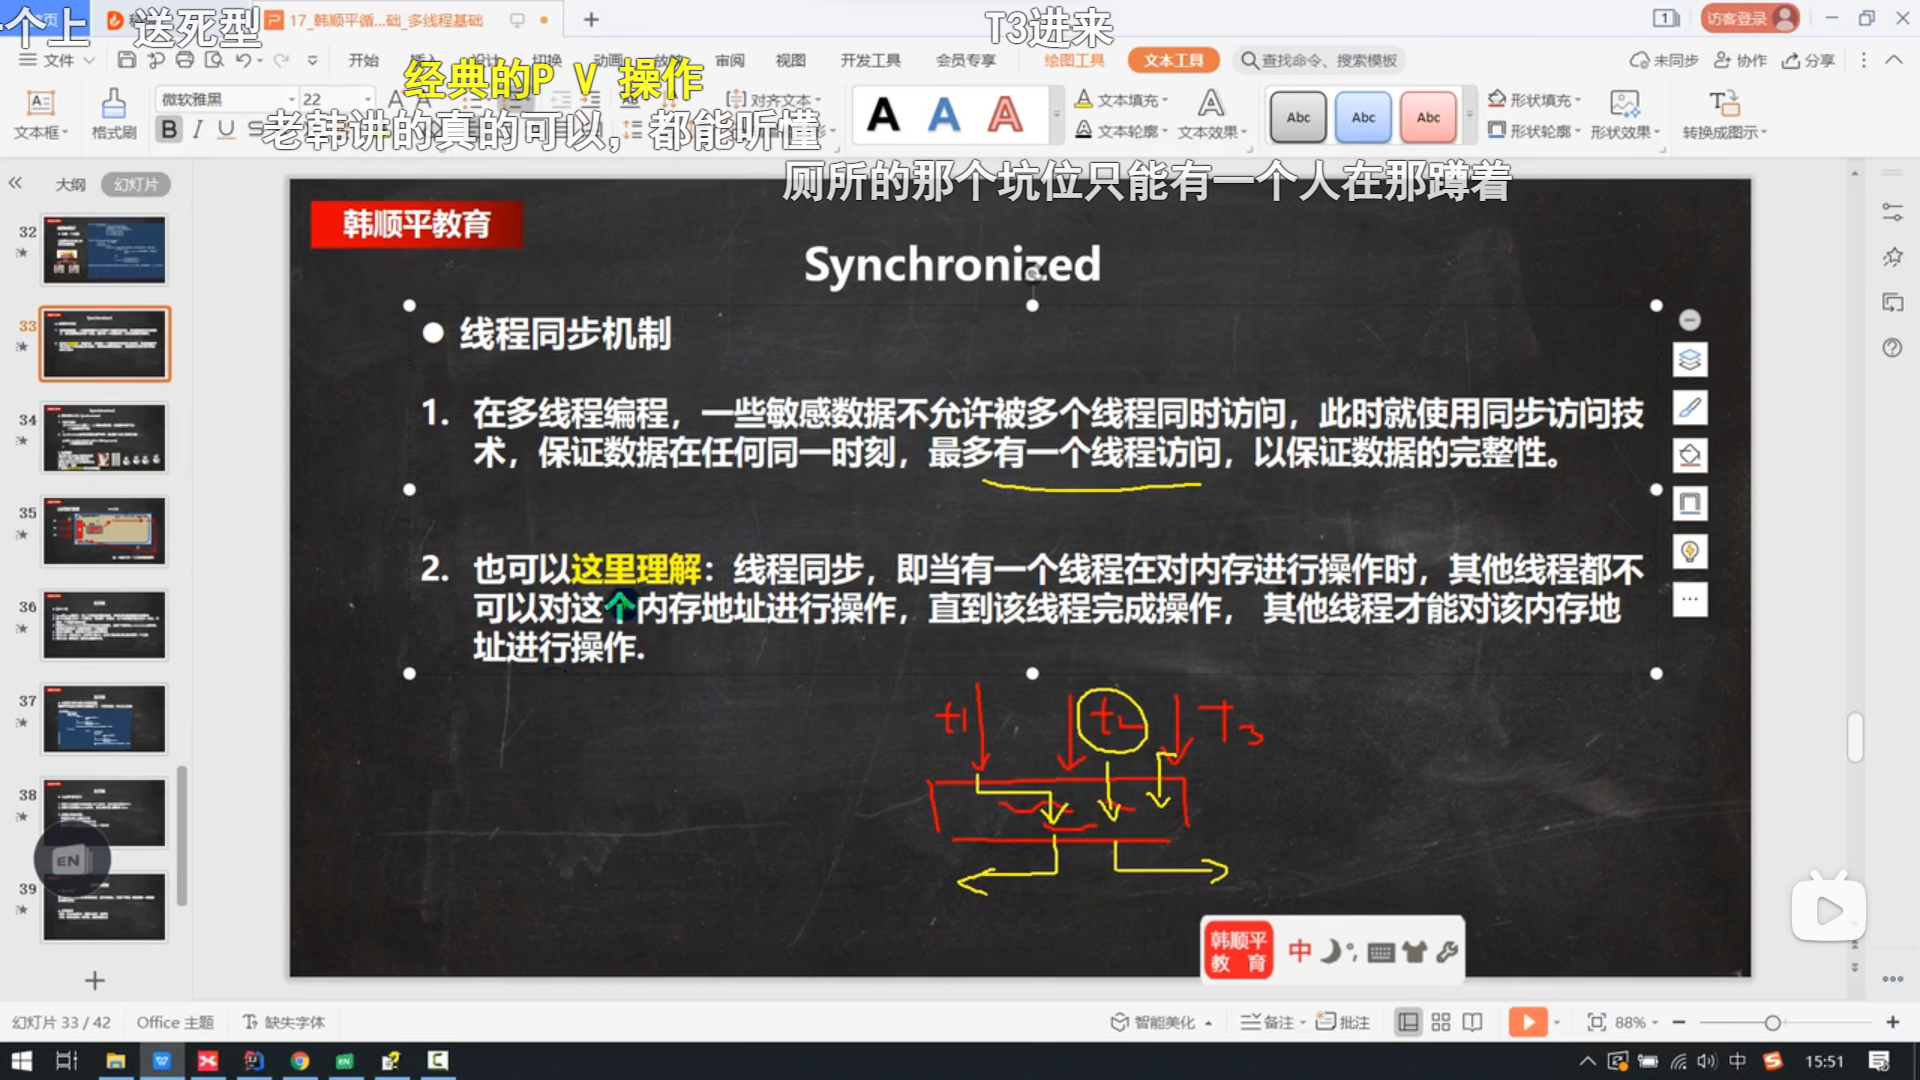 一个上
送死型
17_韩顺平循...础_多线程基础
T3进来
1
访客登录
文件
开始
切换
审阅
视图
开发工具
会员专享
绘图工具
文本工具
查找命令、搜索模板
未同步
协作
分享
经典的P V 操作
文本框
格式刷
微软雅黑
22
B I U S
对齐文本
老韩讲的真的可以，都能听懂
A A A
文本填充
文本轮廓
文本效果
Abc Abc Abc
形状填充
形状轮廓
形状效果
转换成图示
厕所的那个坑位只能有一个人在那蹲着
大纲
幻灯片
32
33
34
35
36
37
38
39
韩顺平教育
Synchronized
● 线程同步机制
1. 在多线程编程，一些敏感数据不允许被多个线程同时访问，此时就使用同步访问技
术，保证数据在任何同一时刻，最多有一个线程访问，以保证数据的完整性。
2. 也可以这里理解：线程同步，即当有一个线程在对内存进行操作时，其他线程都不
可以对这个内存地址进行操作，直到该线程完成操作， 其他线程才能对该内存地
址进行操作.
t1
t2
T3
EN
韩顺平
教 育
中
幻灯片 33 / 42
Office 主题
缺失字体
智能美化
备注
批注
88%
中
15:51